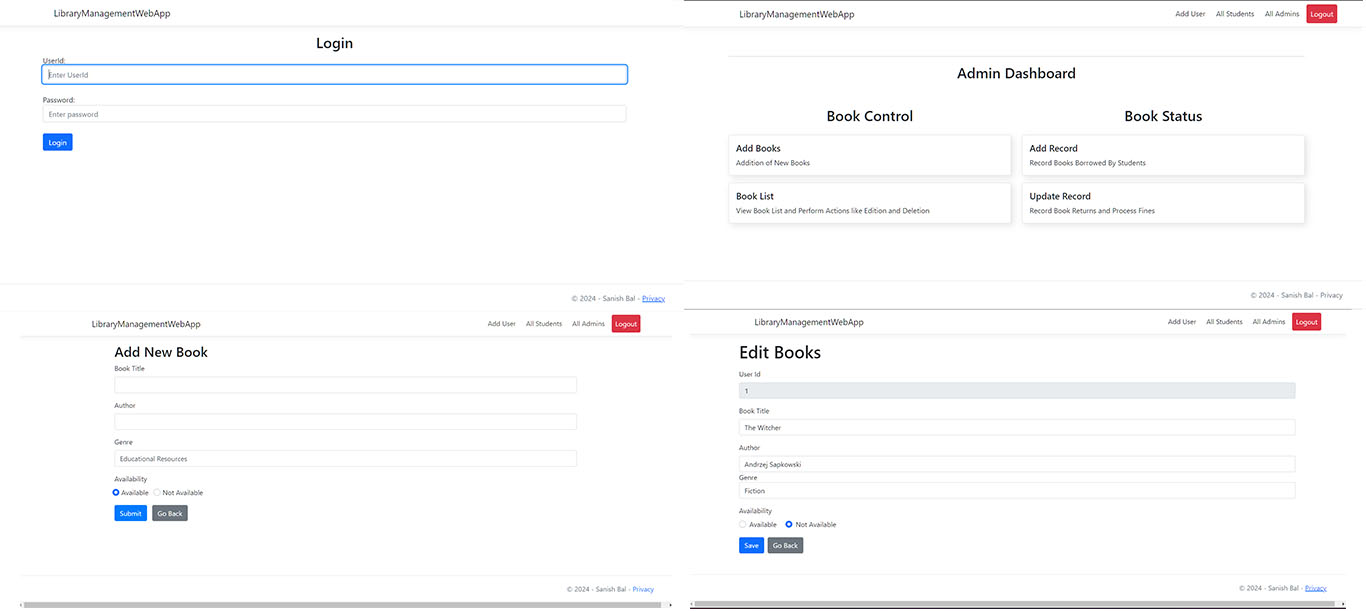 LibraryManagementWebApp
Login
UserId:
Enter UserId
Password:
Enter password
Login
© 2024 - Sanish Bal - Privacy
LibraryManagementWebApp
Add User All Students All Admins Logout
Admin Dashboard
Book Control
Add Books
Addition of New Books
Book List
View Book List and Perform Actions like Edition and Deletion
Book Status
Add Record
Record Books Borrowed By Students
Update Record
Record Book Returns and Process Fines
© 2024 - Sanish Bal - Privacy
LibraryManagementWebApp
Add User All Students All Admins Logout
Add New Book
Book Title
Author
Genre
Educational Resources
Availability
Available Not Available
Submit Go Back
© 2024 - Sanish Bal - Privacy
LibraryManagementWebApp
Add User All Students All Admins Logout
Edit Books
User Id
1
Book Title
The Witcher
Author
Andrzej Sapkowski
Genre
Fiction
Availability
Available Not Available
Save Go Back
© 2024 - Sanish Bal - Privacy